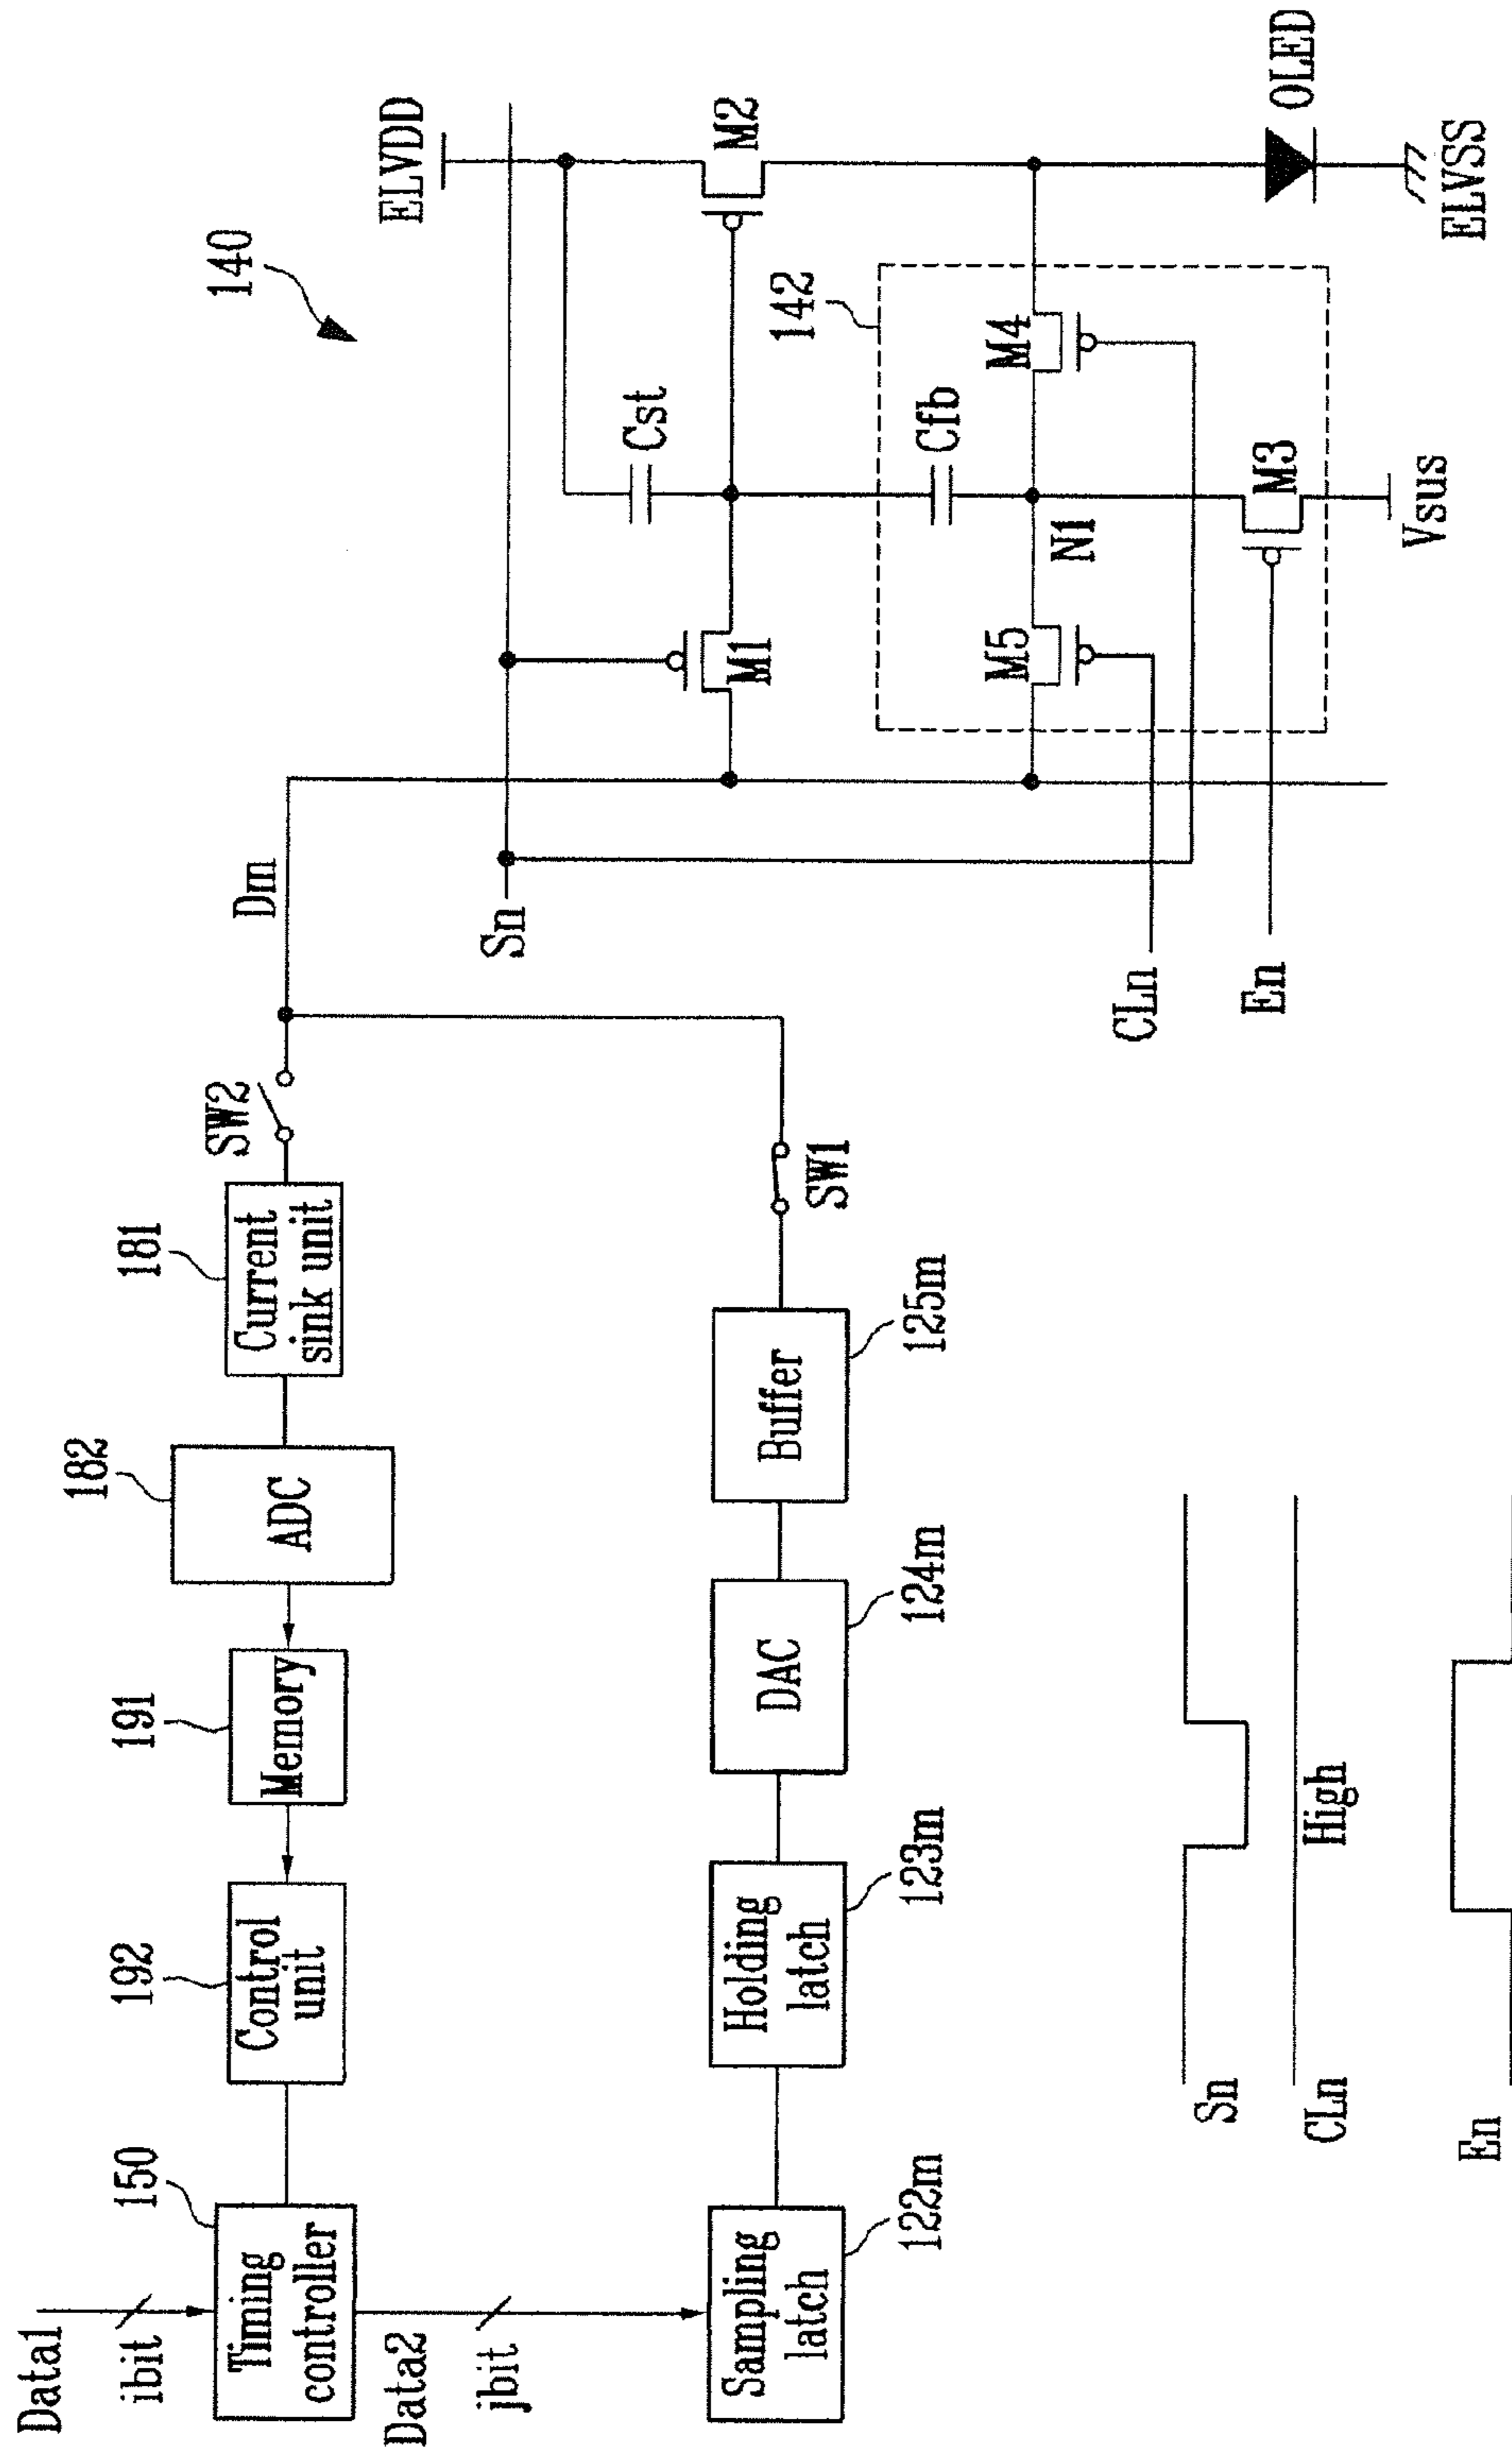 Data1
ibit
150
Timing
controller
Data2
jbit
192
Control
unit
191
Memory
182
ADC
181
Current
sink unit
SW2
Dm
Sampling
latch
122m
Holding
latch
123m
DAC
124m
Buffer
125m
SW1
140
ELVDD
Sn
Cst
M1
M2
142
Cfb
M5
M4
N1
M3
CLn
En
Vsus
OLED
ELVSS
Sn
CLn
High
En